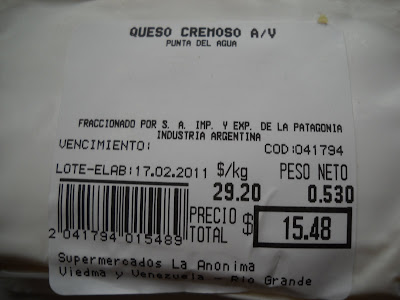 QUESO CREMOSO A/V
PUNTA DEL AGUA
FRACCIONADO POR S. A. IMP. Y EXP. DE LA PATAGONIA
INDUSTRIA ARGENTINA
VENCIMIENTO: COD:041794
LOTE-ELAB:17.02.2011 $/kg PESO NETO
29.20 0.530
PRECIO TOTAL $ 15.48
2 041794 015489
Supermercados La Anonima
Viedma y Venezuela - Rio Grande